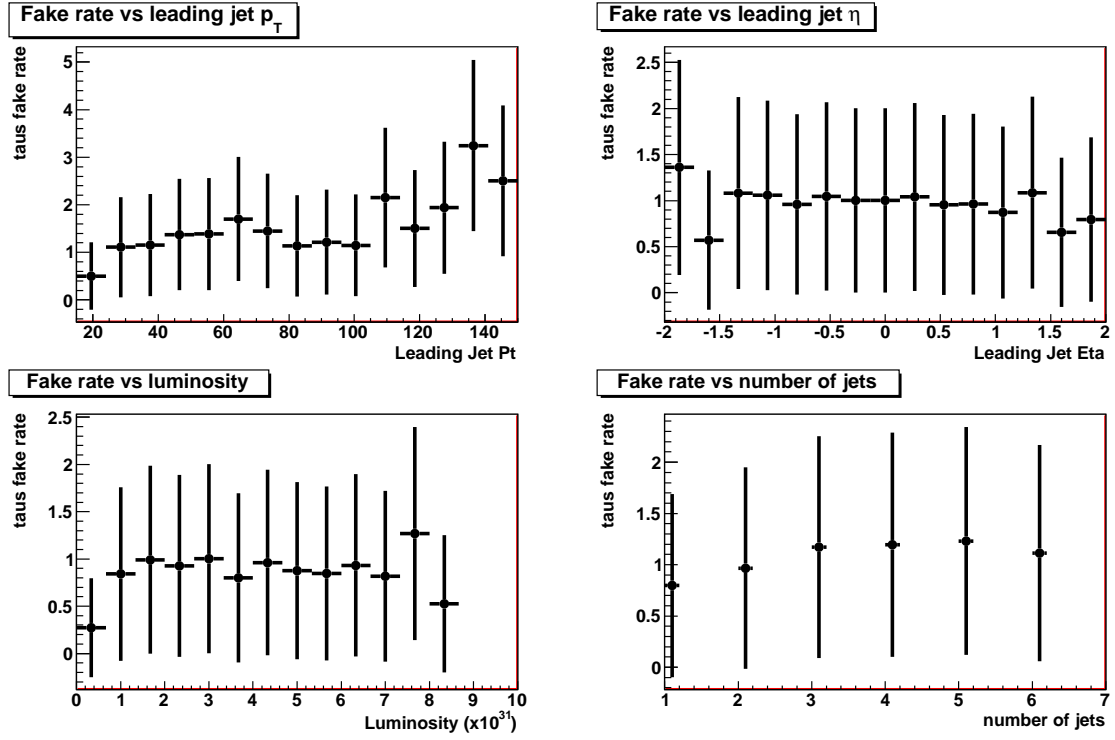 Fake rate vs leading jet p_T
taus fake rate
5
4
3
2
1
0
20 40 60 80 100 120 140
Leading Jet Pt
Fake rate vs leading jet η
taus fake rate
2.5
2
1.5
1
0.5
0
-2 -1.5 -1 -0.5 0 0.5 1 1.5 2
Leading Jet Eta
Fake rate vs luminosity
taus fake rate
2.5
2
1.5
1
0.5
0
0 1 2 3 4 5 6 7 8 9 10
Luminosity (x10^31)
Fake rate vs number of jets
taus fake rate
2
1.5
1
0.5
0
1 2 3 4 5 6 7
number of jets